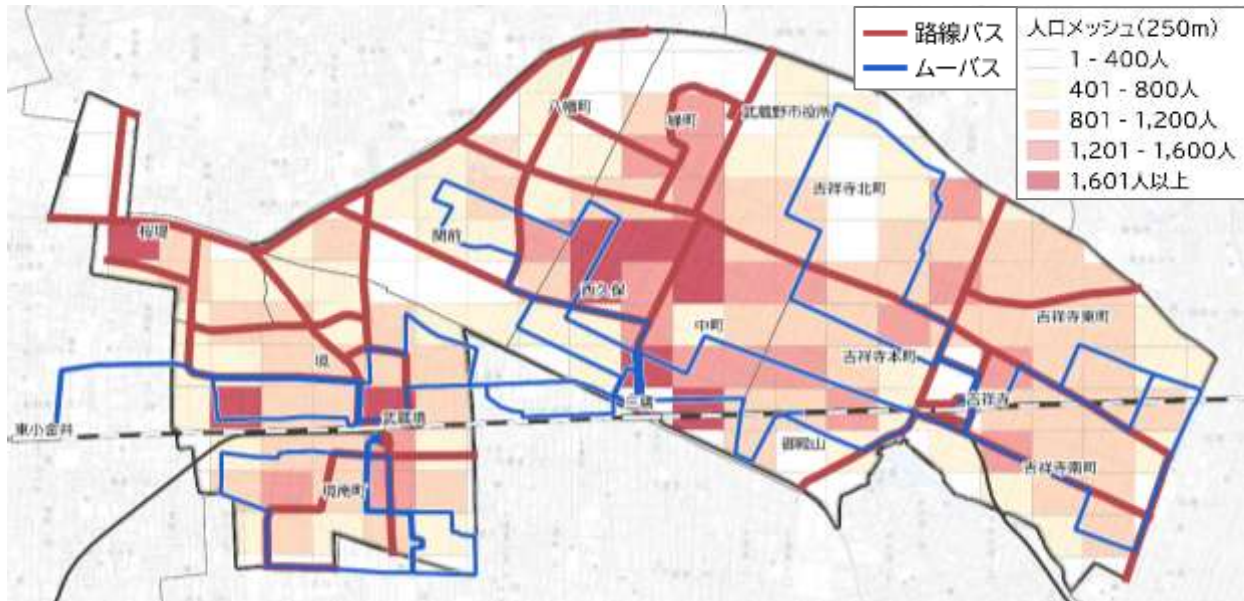 路線バス
ムーバス
人口メッシュ(250m)
1 - 400人
401 - 800人
801 - 1,200人
1,201 - 1,600人
1,601人以上
八幡町
緑町
武蔵野市役所
吉祥寺北町
桜堤
関前
西久保
中町
吉祥寺東町
境
吉祥寺本町
三鷹
吉祥寺
武蔵境
東小金井
御殿山
吉祥寺南町
境南町